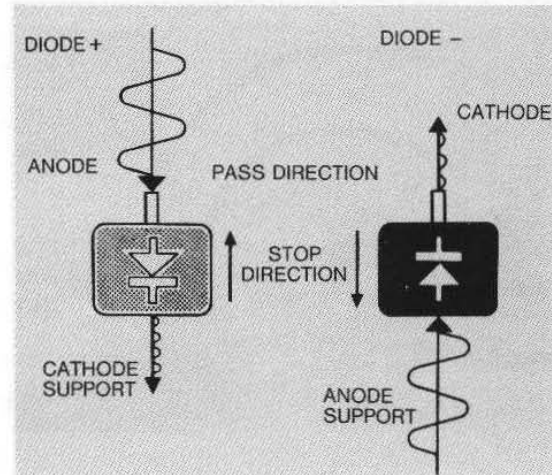 DIODE +
DIODE –
CATHODE
ANODE
PASS DIRECTION
STOP
DIRECTION
CATHODE
SUPPORT
ANODE
SUPPORT